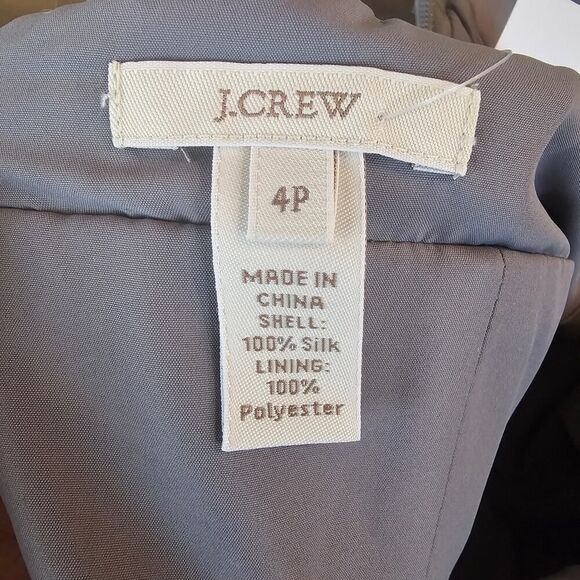 J.CREW
4P
MADE IN
CHINA
SHELL:
100% Silk
LINING:
100%
Polyester